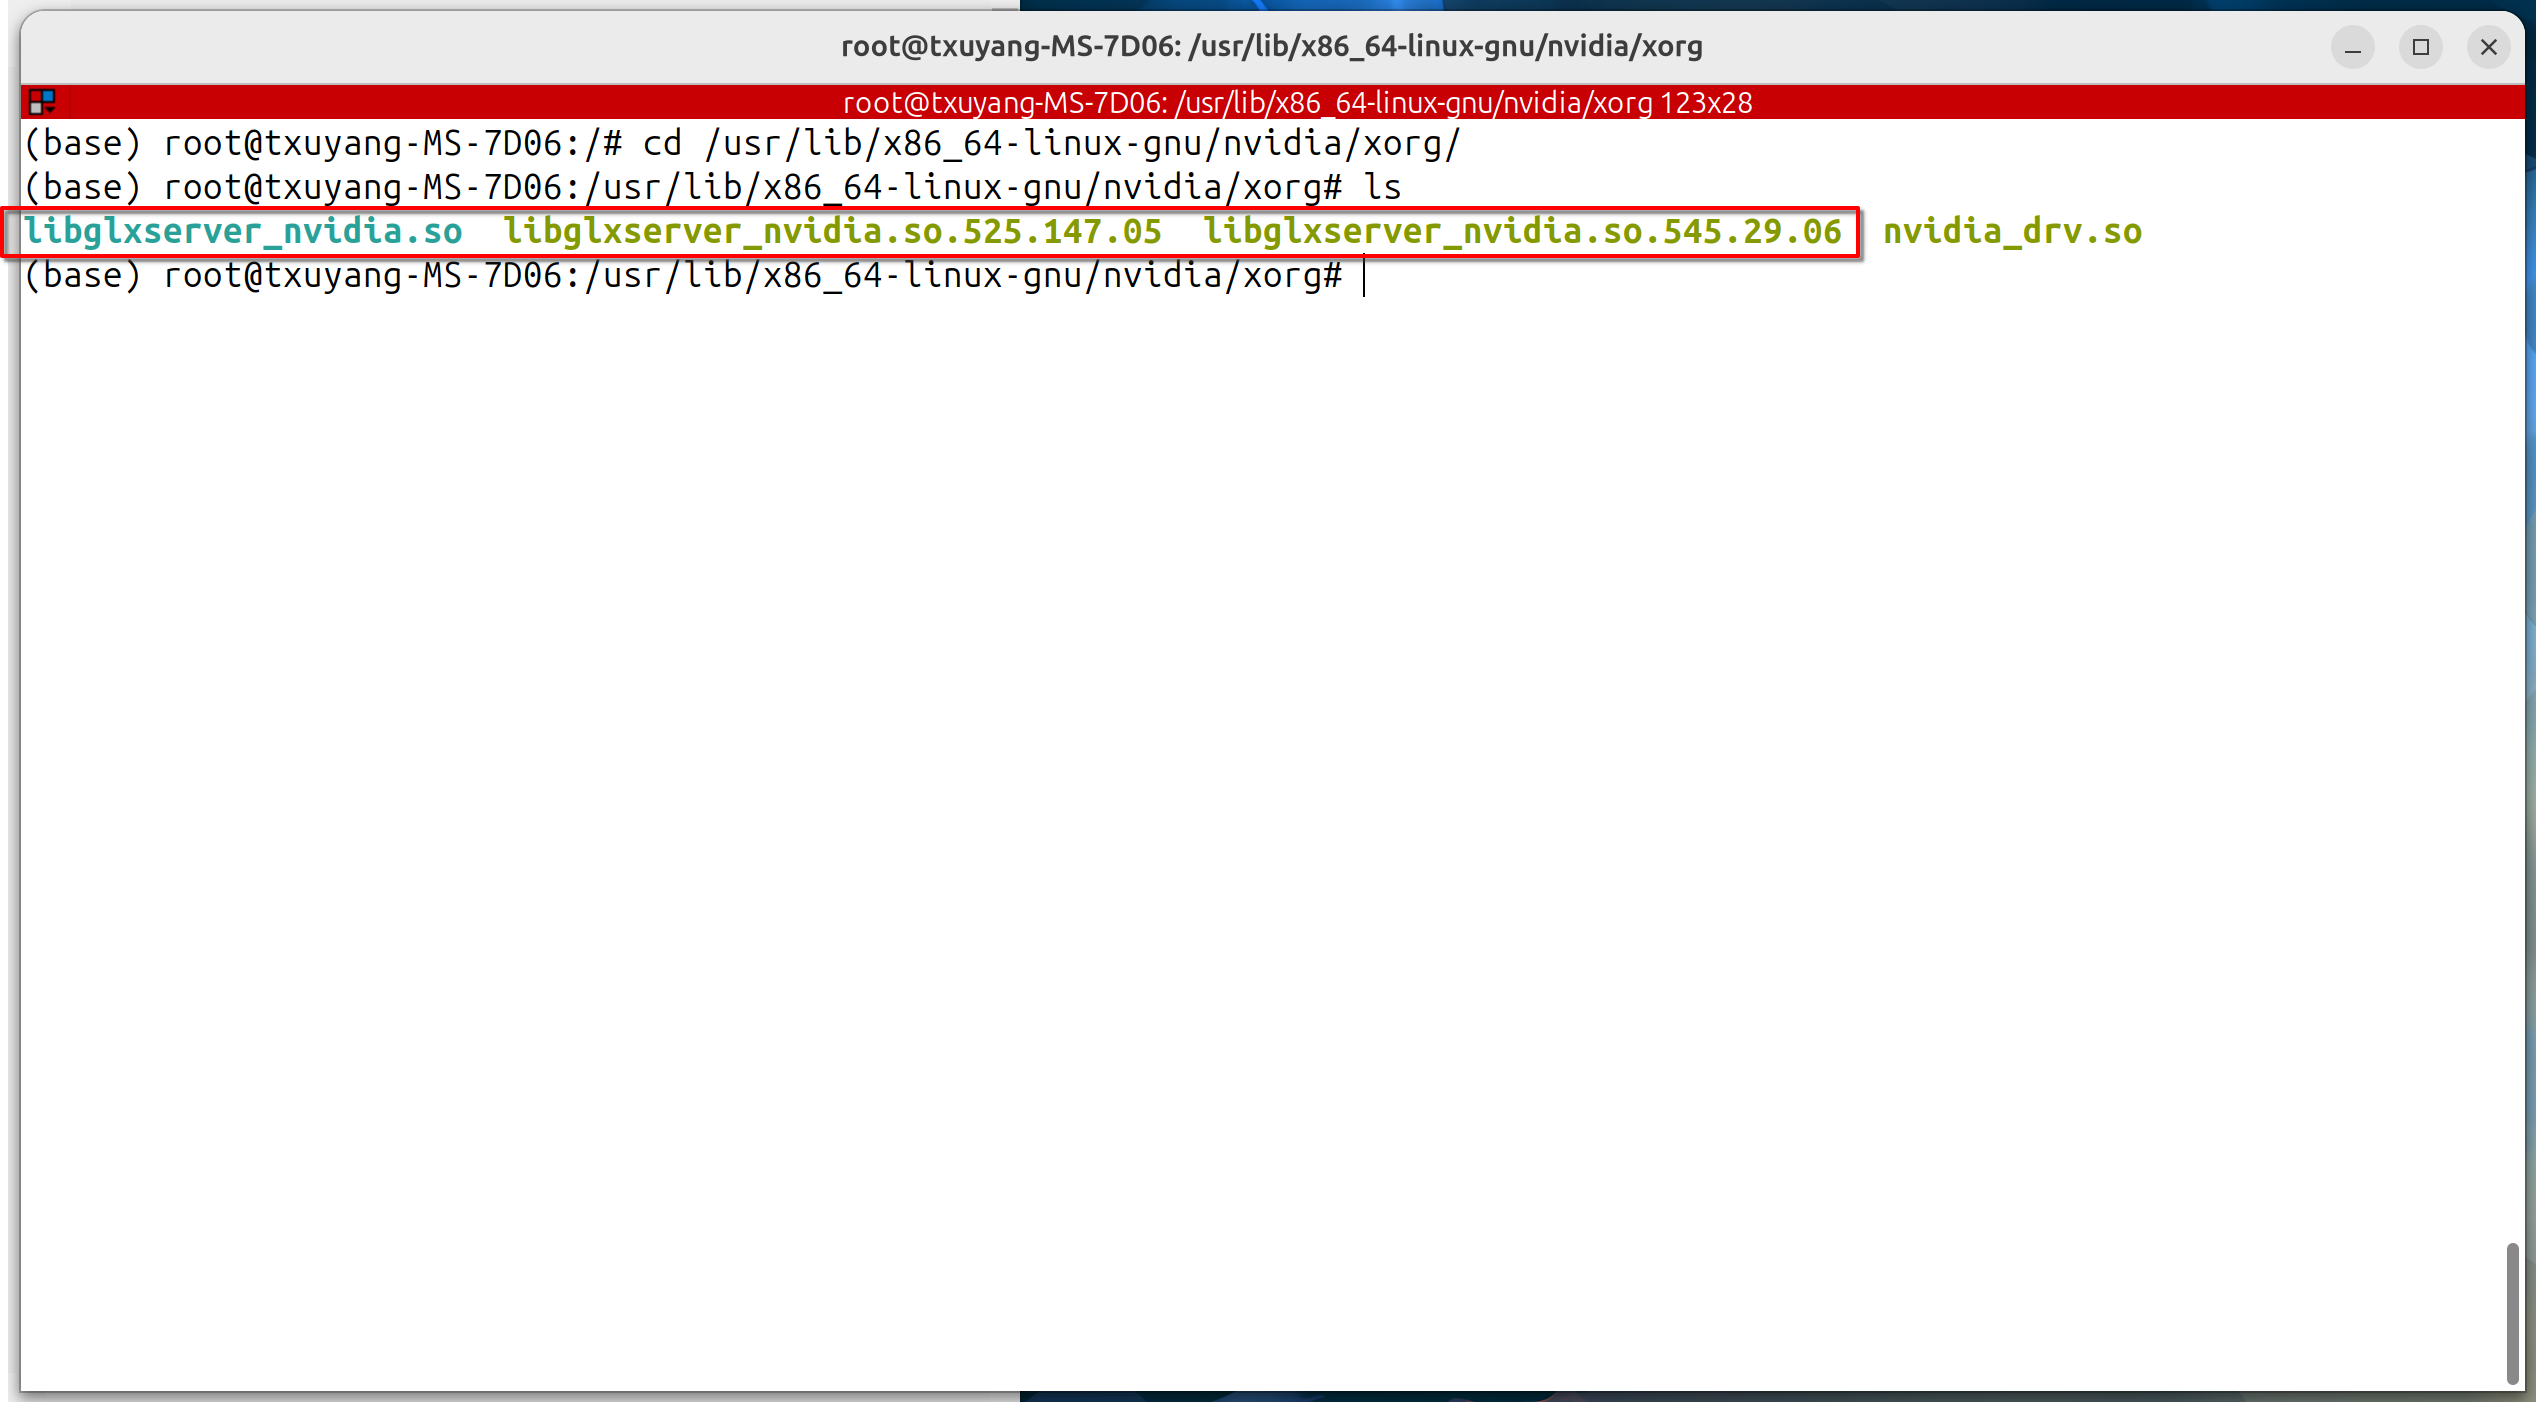 root@txuyang-MS-7D06: /usr/lib/x86_64-linux-gnu/nvidia/xorg
root@txuyang-MS-7D06: /usr/lib/x86_64-linux-gnu/nvidia/xorg 123x28
(base) root@txuyang-MS-7D06:/# cd /usr/lib/x86_64-linux-gnu/nvidia/xorg/
(base) root@txuyang-MS-7D06:/usr/lib/x86_64-linux-gnu/nvidia/xorg# ls
libglxserver_nvidia.so  libglxserver_nvidia.so.525.147.05  libglxserver_nvidia.so.545.29.06  nvidia_drv.so
(base) root@txuyang-MS-7D06:/usr/lib/x86_64-linux-gnu/nvidia/xorg#